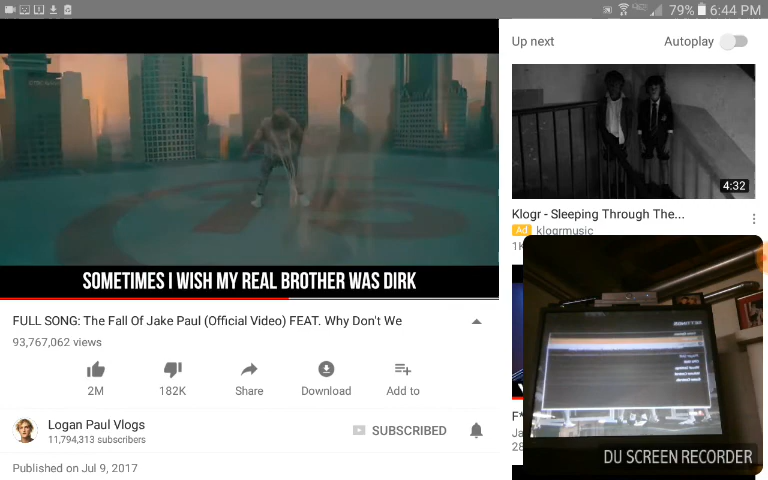 79% 6:44 PM
SOMETIMES I WISH MY REAL BROTHER WAS DIRK
FULL SONG: The Fall Of Jake Paul (Official Video) FEAT. Why Don't We
93,767,062 views
2M
182K
Share
Download
Add to
Logan Paul Vlogs
11,794,313 subscribers
SUBSCRIBED
Published on Jul 9, 2017
Up next
Autoplay
4:32
Klogr - Sleeping Through The...
Ad klogrmusic
1K
F*
Ja
28
DU SCREEN RECORDER